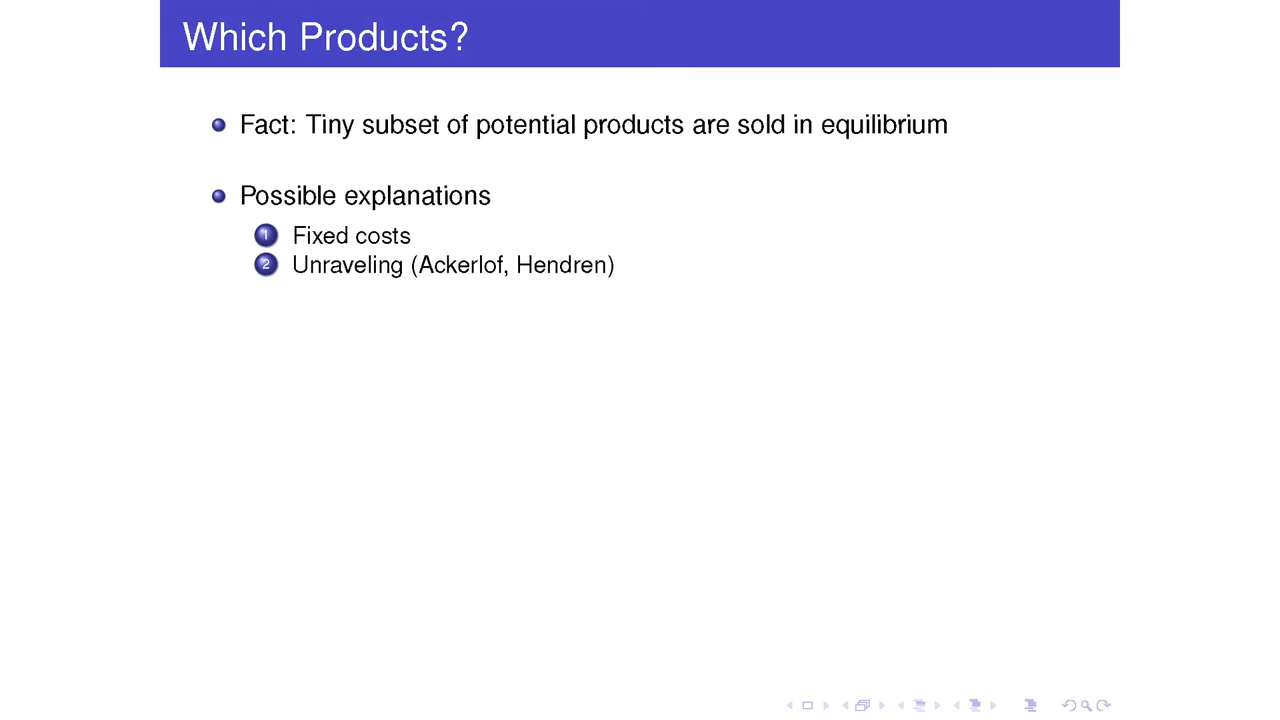 Which Products?
Fact: Tiny subset of potential products are sold in equilibrium
Possible explanations
1 Fixed costs
2 Unraveling (Ackerlof, Hendren)